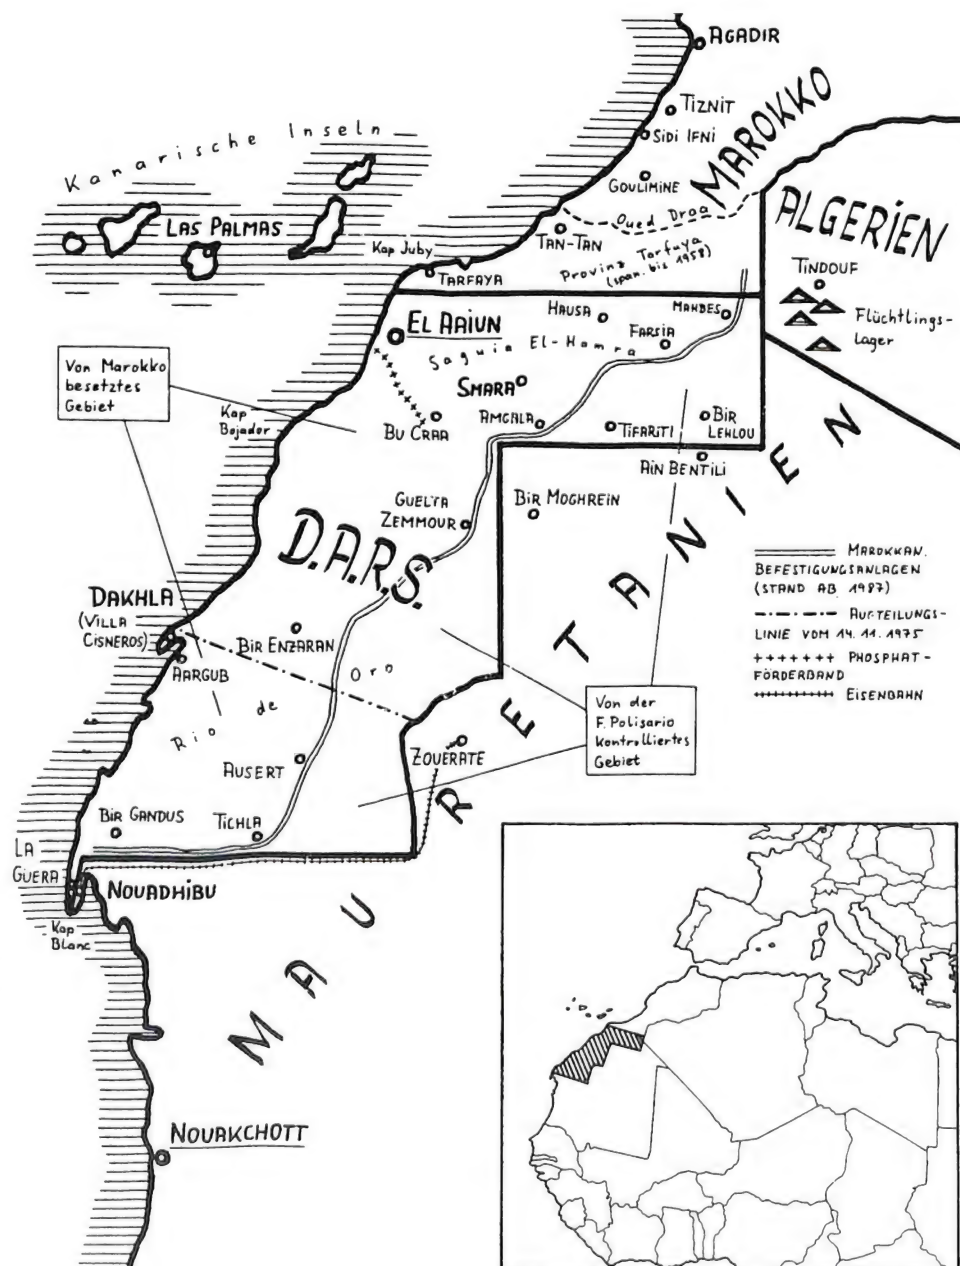 AGADIR
TIZNIT
SIDI IFNI
MAROKKO
GOULIMINE
Kanarische Inseln
LAS PALMAS
Oued Draa
ALGERIEN
Kap Juby
TAN-TAN
Provinz Tarfaya
(span. bis 1958)
TINDOUF
TARFAYA
Flüchtlings-
lager
HAUSA
MAHBES
EL AAIUN
FARSIA
Saguia El-Hamra
Von Marokko
besetztes
Gebiet
SMARA
Kap
Bojador
BU CRAA
AMGALA
TIFARITI
BIR
LEHLOU
AIN BENTILI
GUELTA
ZEMMOUR
BIR MOGHREIN
D.A.R.S.
MAROKKAN.
BEFESTIGUNGSANLAGEN
(STAND AB 1987)
AUFTEILUNGS-
LINIE VOM 14.11.1975
PHOSPHAT-
FÖRDERBAND
EISENBAHN
DAKHLA
(VILLA
CISNEROS)
BIR ENZARAN
AARGUB
Rio de Oro
Von der
F. Polisario
kontrolliertes
Gebiet
AUSERT
ZOUERATE
BIR GANDUS
TICHLA
LA
GUERA
NOUADHIBU
Kap
Blanc
MAURETANIEN
NOUAKCHOTT